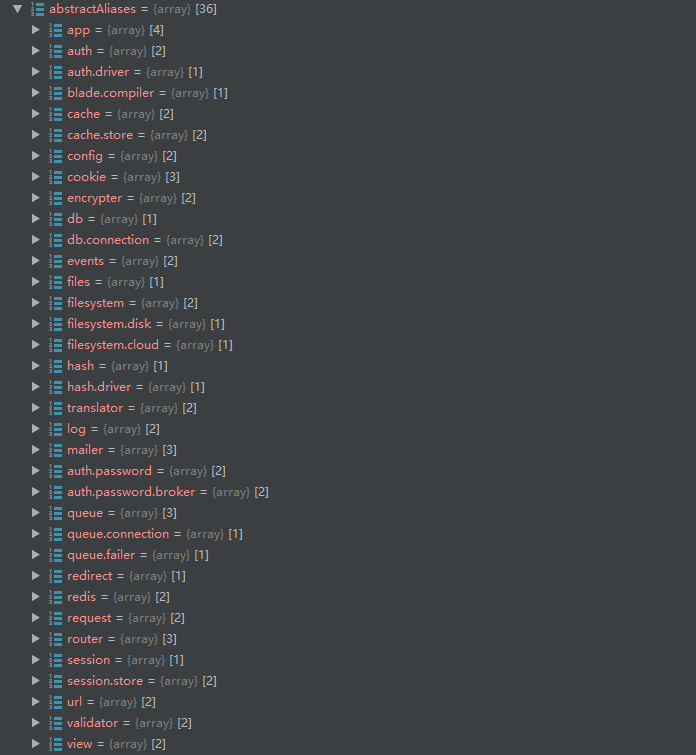 abstractAliases = {array} [36]
app = {array} [4]
auth = {array} [2]
auth.driver = {array} [1]
blade.compiler = {array} [1]
cache = {array} [2]
cache.store = {array} [2]
config = {array} [2]
cookie = {array} [3]
encrypter = {array} [2]
db = {array} [1]
db.connection = {array} [2]
events = {array} [2]
files = {array} [1]
filesystem = {array} [2]
filesystem.disk = {array} [1]
filesystem.cloud = {array} [1]
hash = {array} [1]
hash.driver = {array} [1]
translator = {array} [2]
log = {array} [2]
mailer = {array} [3]
auth.password = {array} [2]
auth.password.broker = {array} [2]
queue = {array} [3]
queue.connection = {array} [1]
queue.failer = {array} [1]
redirect = {array} [1]
redis = {array} [2]
request = {array} [2]
router = {array} [3]
session = {array} [1]
session.store = {array} [2]
url = {array} [2]
validator = {array} [2]
view = {array} [2]